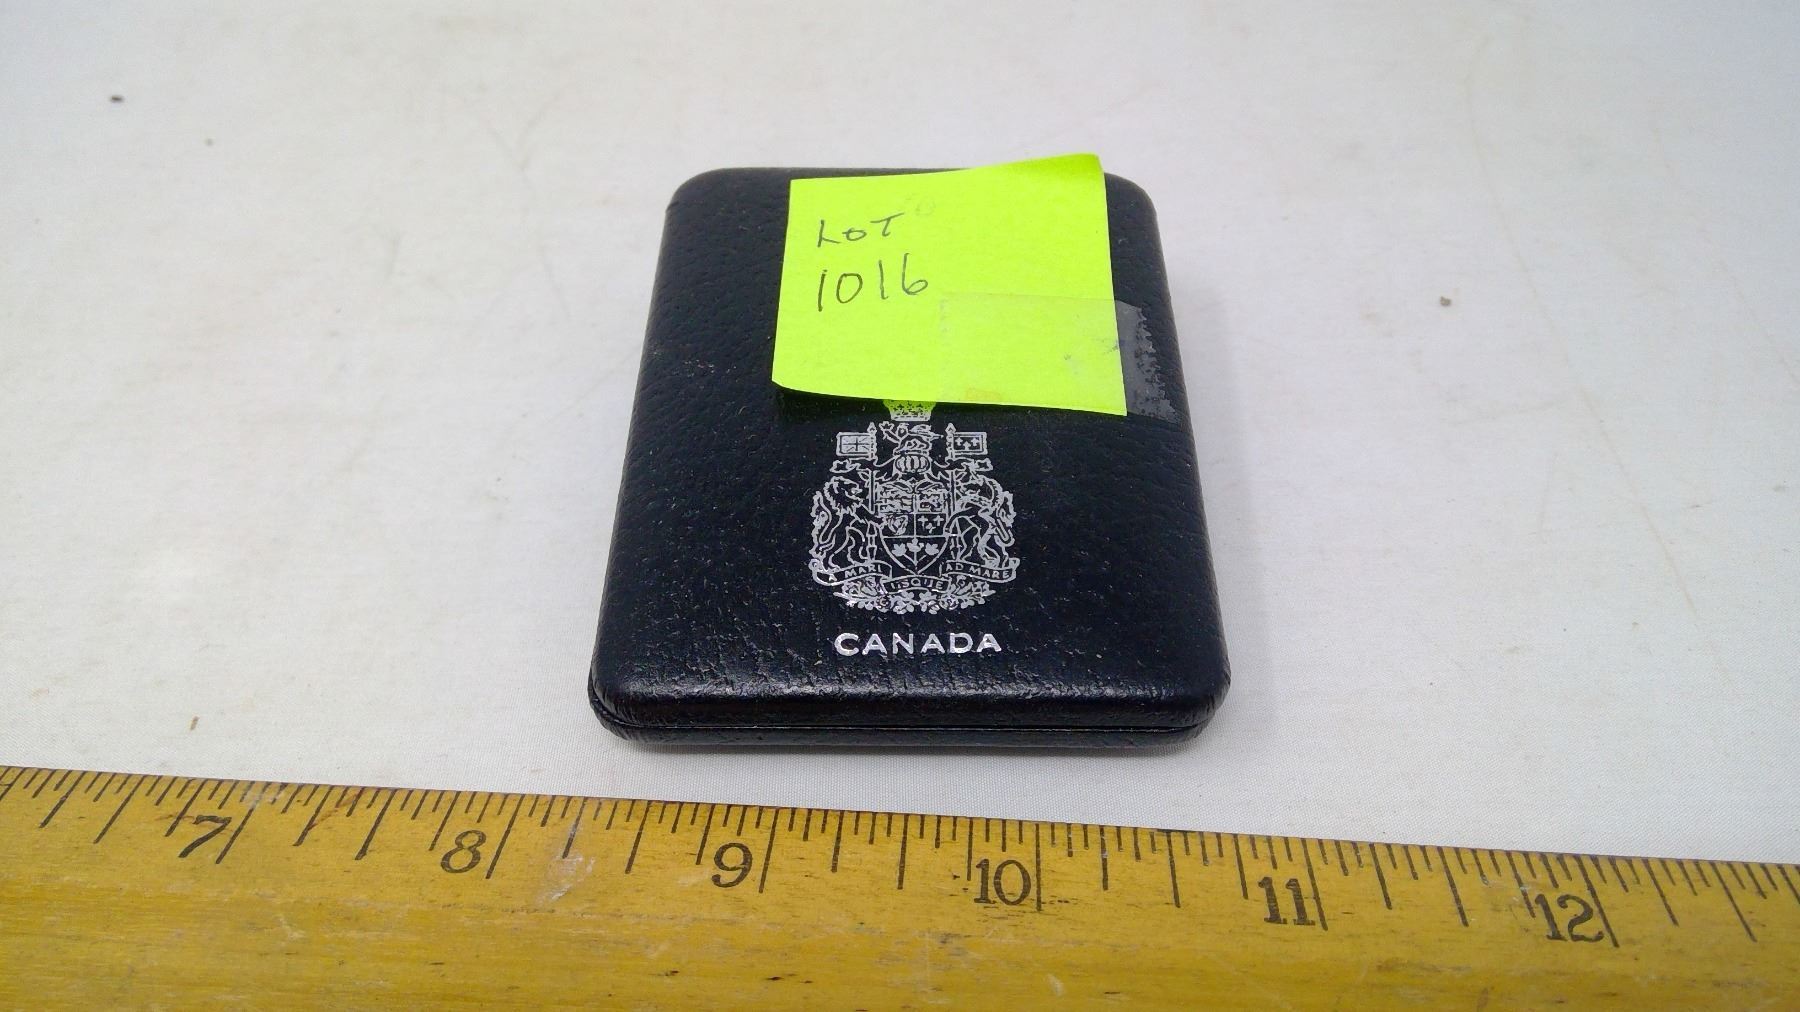 LOT
1016
A MARI USQUE AD MARE
CANADA
7 8 9 10 11 12